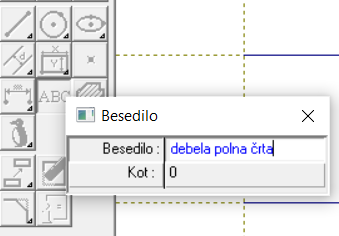 ABC
Besedilo
Besedilo : debela polna črta
Kot : 0